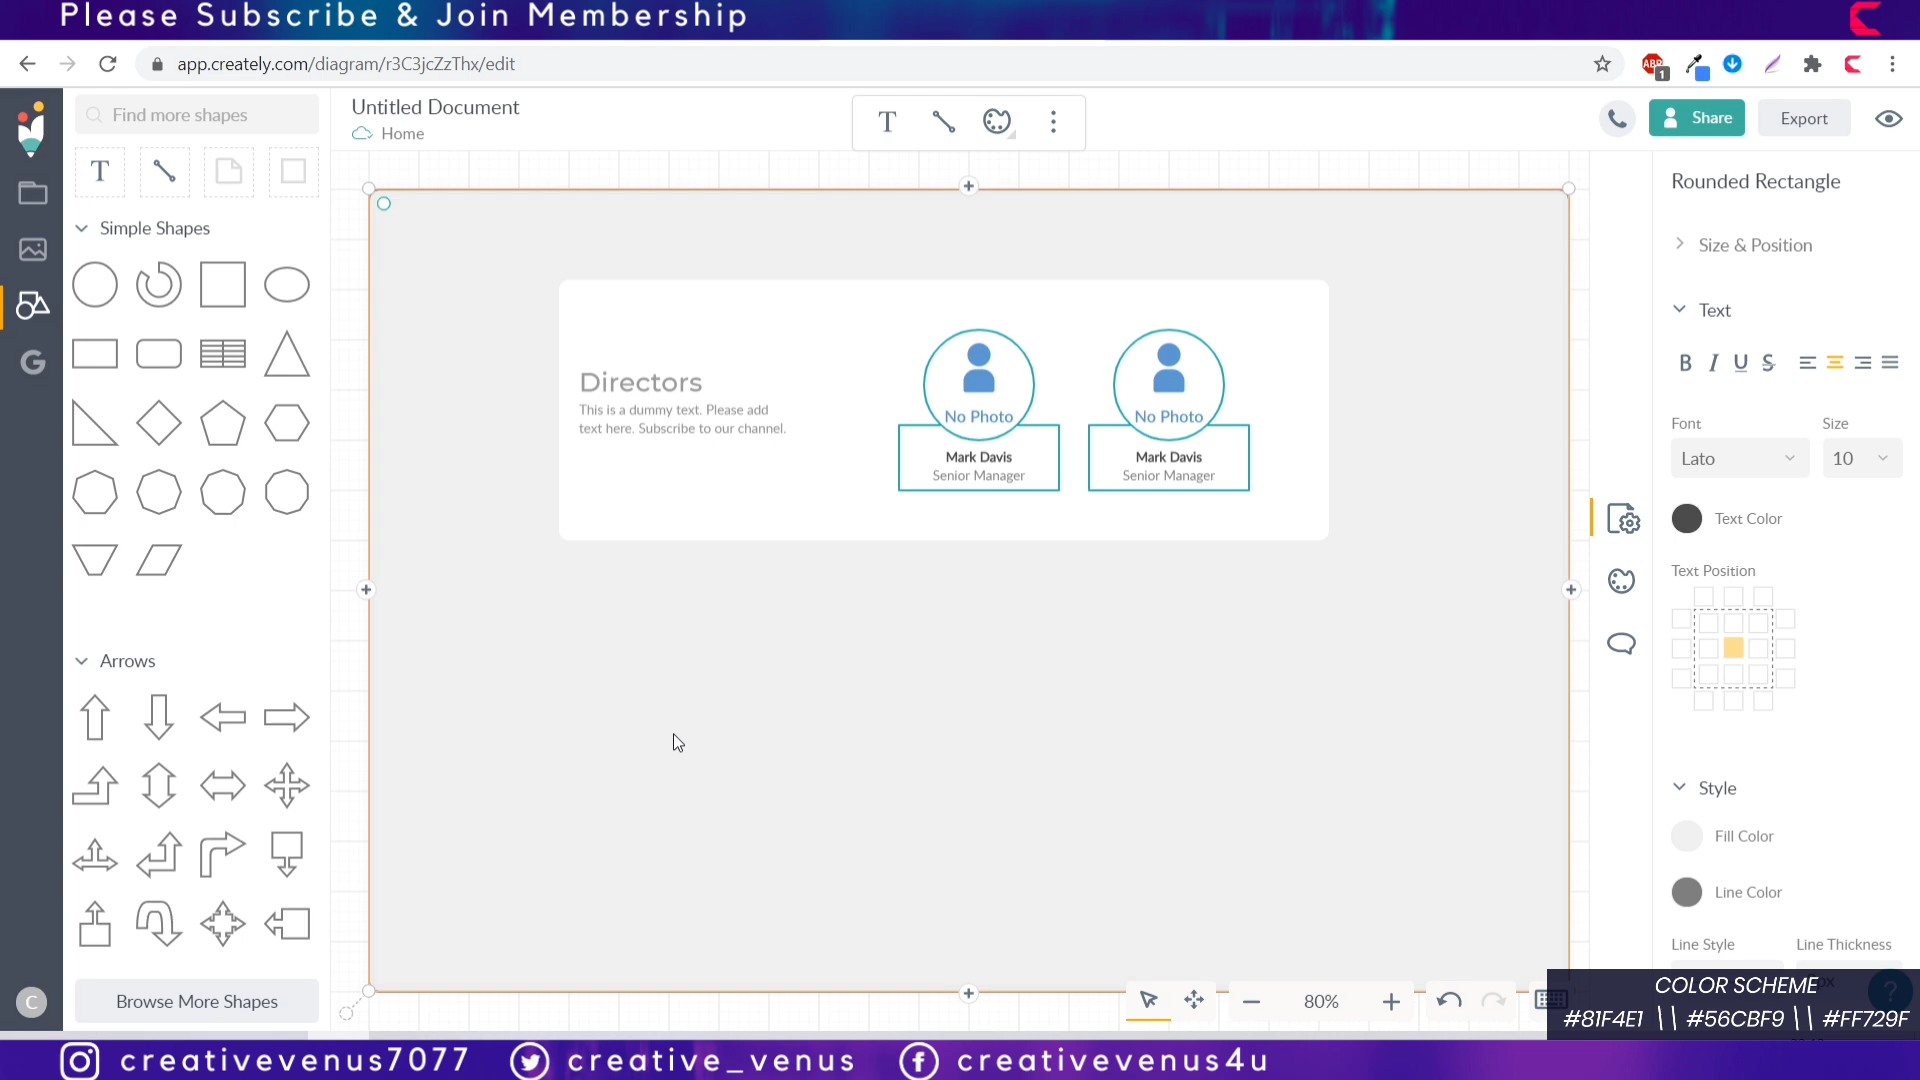 Please Subscribe & Join Membership
app.creately.com/diagram/r3C3jcZzThx/edit
ABP
1
Find more shapes
Untitled Document
Home
Share
Export
T
T
Simple Shapes
Arrows
Browse More Shapes
C
Directors
This is a dummy text. Please add
text here. Subscribe to our channel.
No Photo
Mark Davis
Senior Manager
No Photo
Mark Davis
Senior Manager
80%
Rounded Rectangle
Size & Position
Text
B I U S
Font
Size
Lato
10
Text Color
Text Position
Style
Fill Color
Line Color
Line Style
Line Thickness
COLOR SCHEME
#81F4E1 \\ #56CBF9 \\ #FF729F
creativevenus7077
creative_venus
creativevenus4u